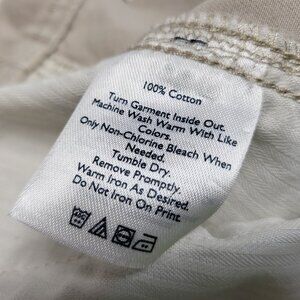 100% Cotton
Turn Garment Inside Out.
Machine Wash Warm With Like
Colors.
Only Non-Chlorine Bleach When
Needed.
Tumble Dry.
Remove Promptly.
Warm Iron As Desired.
Do Not Iron On Print